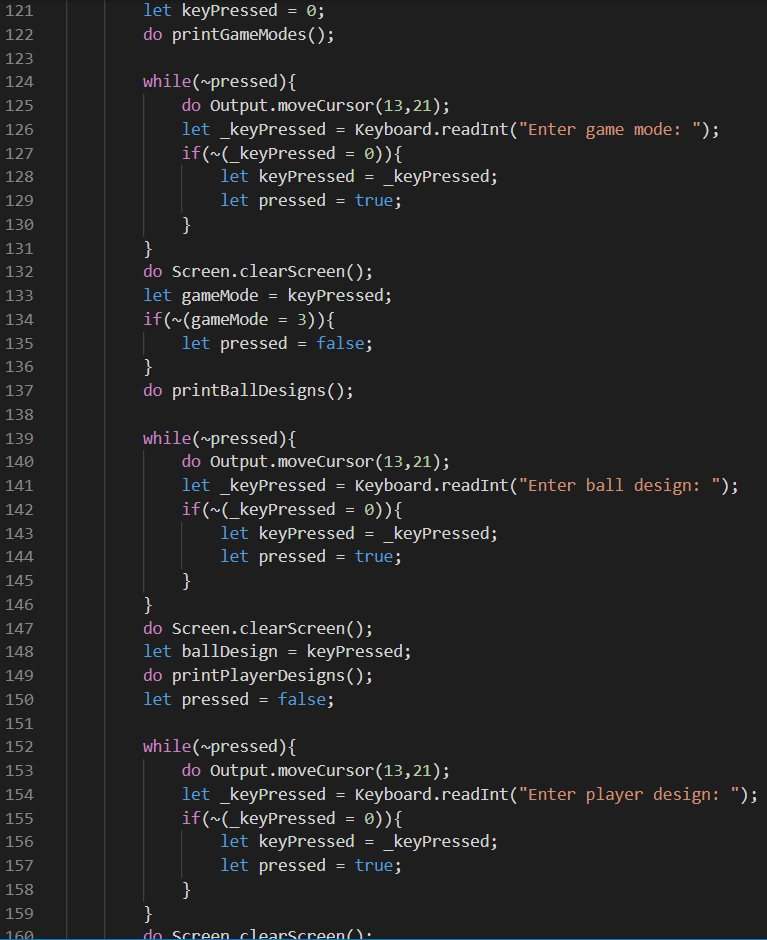 121 let keyPressed = 0;
122 do printGameModes();
123
124 while(~pressed){
125 do Output.moveCursor(13,21);
126 let _keyPressed = Keyboard.readInt("Enter game mode: ");
127 if(~(_keyPressed = 0)){
128 let keyPressed = _keyPressed;
129 let pressed = true;
130 }
131 }
132 do Screen.clearScreen();
133 let gameMode = keyPressed;
134 if(~(gameMode = 3)){
135 let pressed = false;
136 }
137 do printBallDesigns();
138
139 while(~pressed){
140 do Output.moveCursor(13,21);
141 let _keyPressed = Keyboard.readInt("Enter ball design: ");
142 if(~(_keyPressed = 0)){
143 let keyPressed = _keyPressed;
144 let pressed = true;
145 }
146 }
147 do Screen.clearScreen();
148 let ballDesign = keyPressed;
149 do printPlayerDesigns();
150 let pressed = false;
151
152 while(~pressed){
153 do Output.moveCursor(13,21);
154 let _keyPressed = Keyboard.readInt("Enter player design: ");
155 if(~(_keyPressed = 0)){
156 let keyPressed = _keyPressed;
157 let pressed = true;
158 }
159 }
160 do Screen.clearScreen();